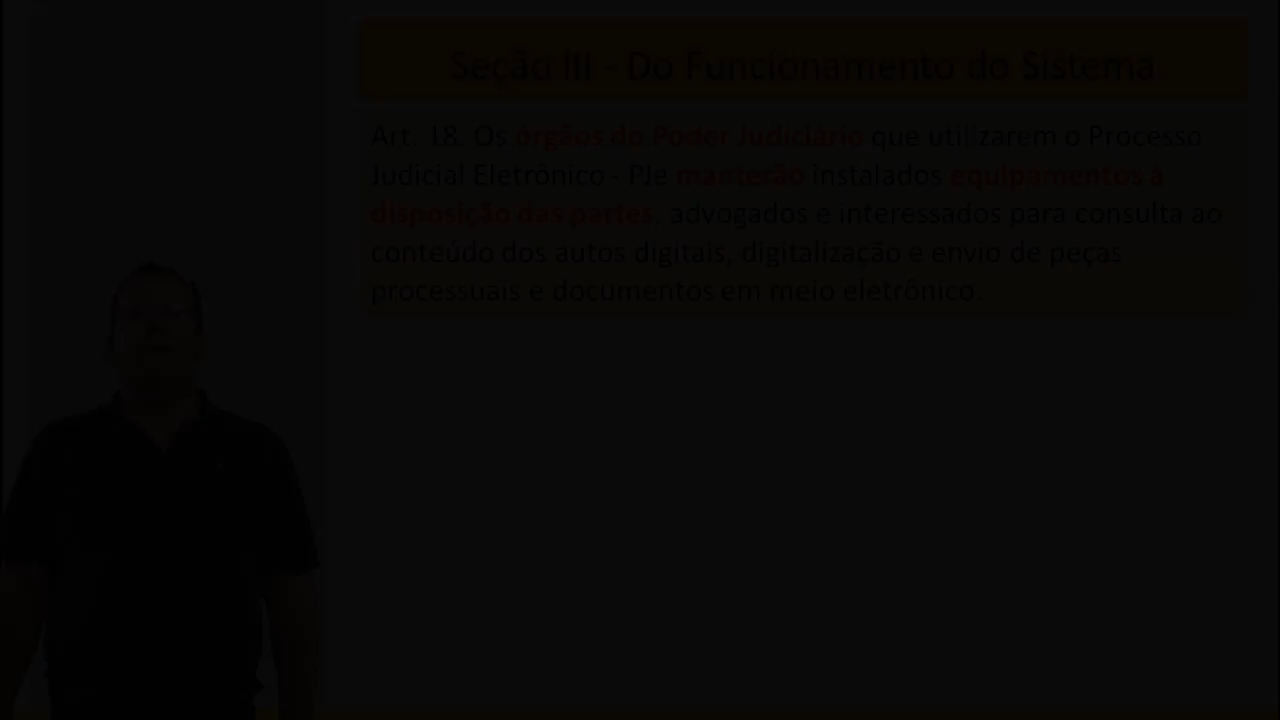 Seção III - Do Funcionamento do Sistema
Art. 18. Os órgãos do Poder Judiciário que utilizarem o Processo
Judicial Eletrônico - PJe manterão instalados equipamentos à
disposição das partes, advogados e interessados para consulta ao
conteúdo dos autos digitais, digitalização e envio de peças
processuais e documentos em meio eletrônico.